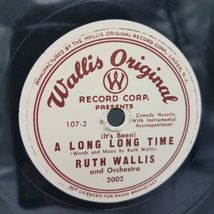 MANUFACTURED BY THE WALLIS ORIGINAL RECORD CORP. LINDEN, N.J.
Wallis Original
W
RECORD CORP.
PRESENTS
107-2
Comedy Novelty
With Instrumental
Accompaniment
(It's Been)
A LONG LONG TIME
(Words and Music by Ruth Wallis)
RUTH WALLIS
and Orchestra
2002
NOT LICENSED FOR RADIO BROADCAST